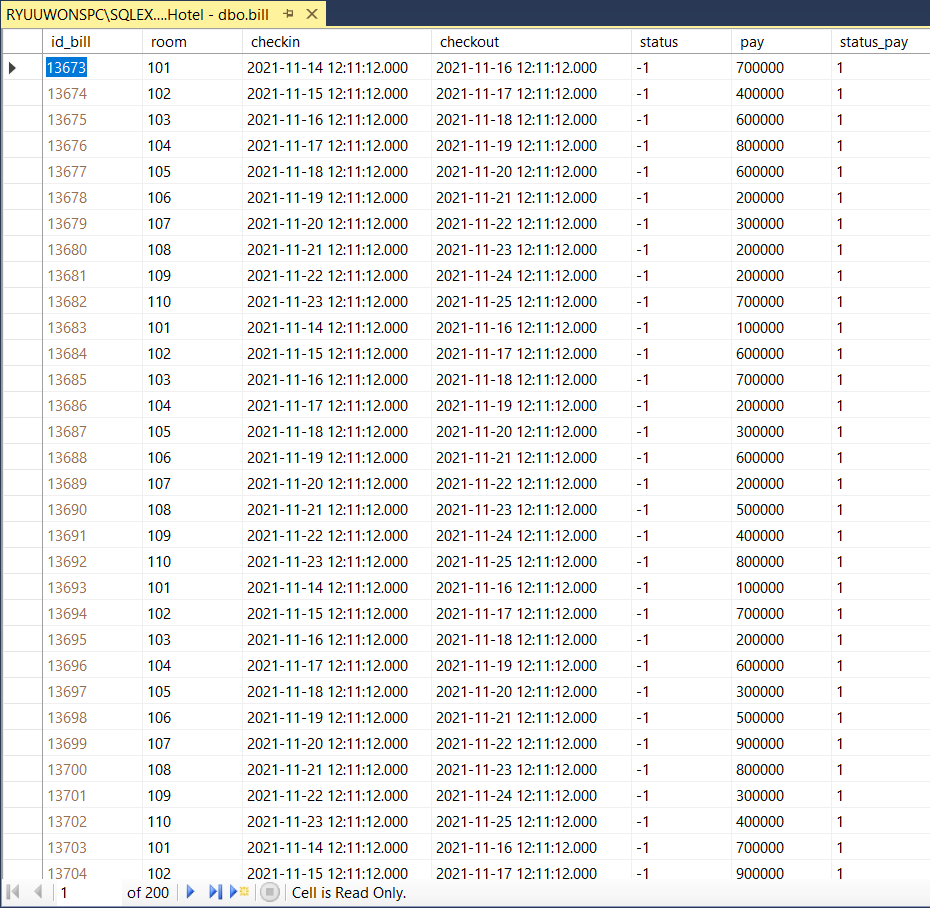 RYUUWONSPC\SQLEX....Hotel - dbo.bill
id_bill room checkin checkout status pay status_pay
13673 101 2021-11-14 12:11:12.000 2021-11-16 12:11:12.000 -1 700000 1
13674 102 2021-11-15 12:11:12.000 2021-11-17 12:11:12.000 -1 400000 1
13675 103 2021-11-16 12:11:12.000 2021-11-18 12:11:12.000 -1 600000 1
13676 104 2021-11-17 12:11:12.000 2021-11-19 12:11:12.000 -1 800000 1
13677 105 2021-11-18 12:11:12.000 2021-11-20 12:11:12.000 -1 600000 1
13678 106 2021-11-19 12:11:12.000 2021-11-21 12:11:12.000 -1 200000 1
13679 107 2021-11-20 12:11:12.000 2021-11-22 12:11:12.000 -1 300000 1
13680 108 2021-11-21 12:11:12.000 2021-11-23 12:11:12.000 -1 200000 1
13681 109 2021-11-22 12:11:12.000 2021-11-24 12:11:12.000 -1 200000 1
13682 110 2021-11-23 12:11:12.000 2021-11-25 12:11:12.000 -1 700000 1
13683 101 2021-11-14 12:11:12.000 2021-11-16 12:11:12.000 -1 100000 1
13684 102 2021-11-15 12:11:12.000 2021-11-17 12:11:12.000 -1 600000 1
13685 103 2021-11-16 12:11:12.000 2021-11-18 12:11:12.000 -1 700000 1
13686 104 2021-11-17 12:11:12.000 2021-11-19 12:11:12.000 -1 200000 1
13687 105 2021-11-18 12:11:12.000 2021-11-20 12:11:12.000 -1 300000 1
13688 106 2021-11-19 12:11:12.000 2021-11-21 12:11:12.000 -1 600000 1
13689 107 2021-11-20 12:11:12.000 2021-11-22 12:11:12.000 -1 200000 1
13690 108 2021-11-21 12:11:12.000 2021-11-23 12:11:12.000 -1 500000 1
13691 109 2021-11-22 12:11:12.000 2021-11-24 12:11:12.000 -1 400000 1
13692 110 2021-11-23 12:11:12.000 2021-11-25 12:11:12.000 -1 800000 1
13693 101 2021-11-14 12:11:12.000 2021-11-16 12:11:12.000 -1 100000 1
13694 102 2021-11-15 12:11:12.000 2021-11-17 12:11:12.000 -1 700000 1
13695 103 2021-11-16 12:11:12.000 2021-11-18 12:11:12.000 -1 200000 1
13696 104 2021-11-17 12:11:12.000 2021-11-19 12:11:12.000 -1 600000 1
13697 105 2021-11-18 12:11:12.000 2021-11-20 12:11:12.000 -1 300000 1
13698 106 2021-11-19 12:11:12.000 2021-11-21 12:11:12.000 -1 500000 1
13699 107 2021-11-20 12:11:12.000 2021-11-22 12:11:12.000 -1 900000 1
13700 108 2021-11-21 12:11:12.000 2021-11-23 12:11:12.000 -1 800000 1
13701 109 2021-11-22 12:11:12.000 2021-11-24 12:11:12.000 -1 300000 1
13702 110 2021-11-23 12:11:12.000 2021-11-25 12:11:12.000 -1 400000 1
13703 101 2021-11-14 12:11:12.000 2021-11-16 12:11:12.000 -1 700000 1
13704 102 2021-11-15 12:11:12.000 2021-11-17 12:11:12.000 -1 900000 1
1 of 200 Cell is Read Only.